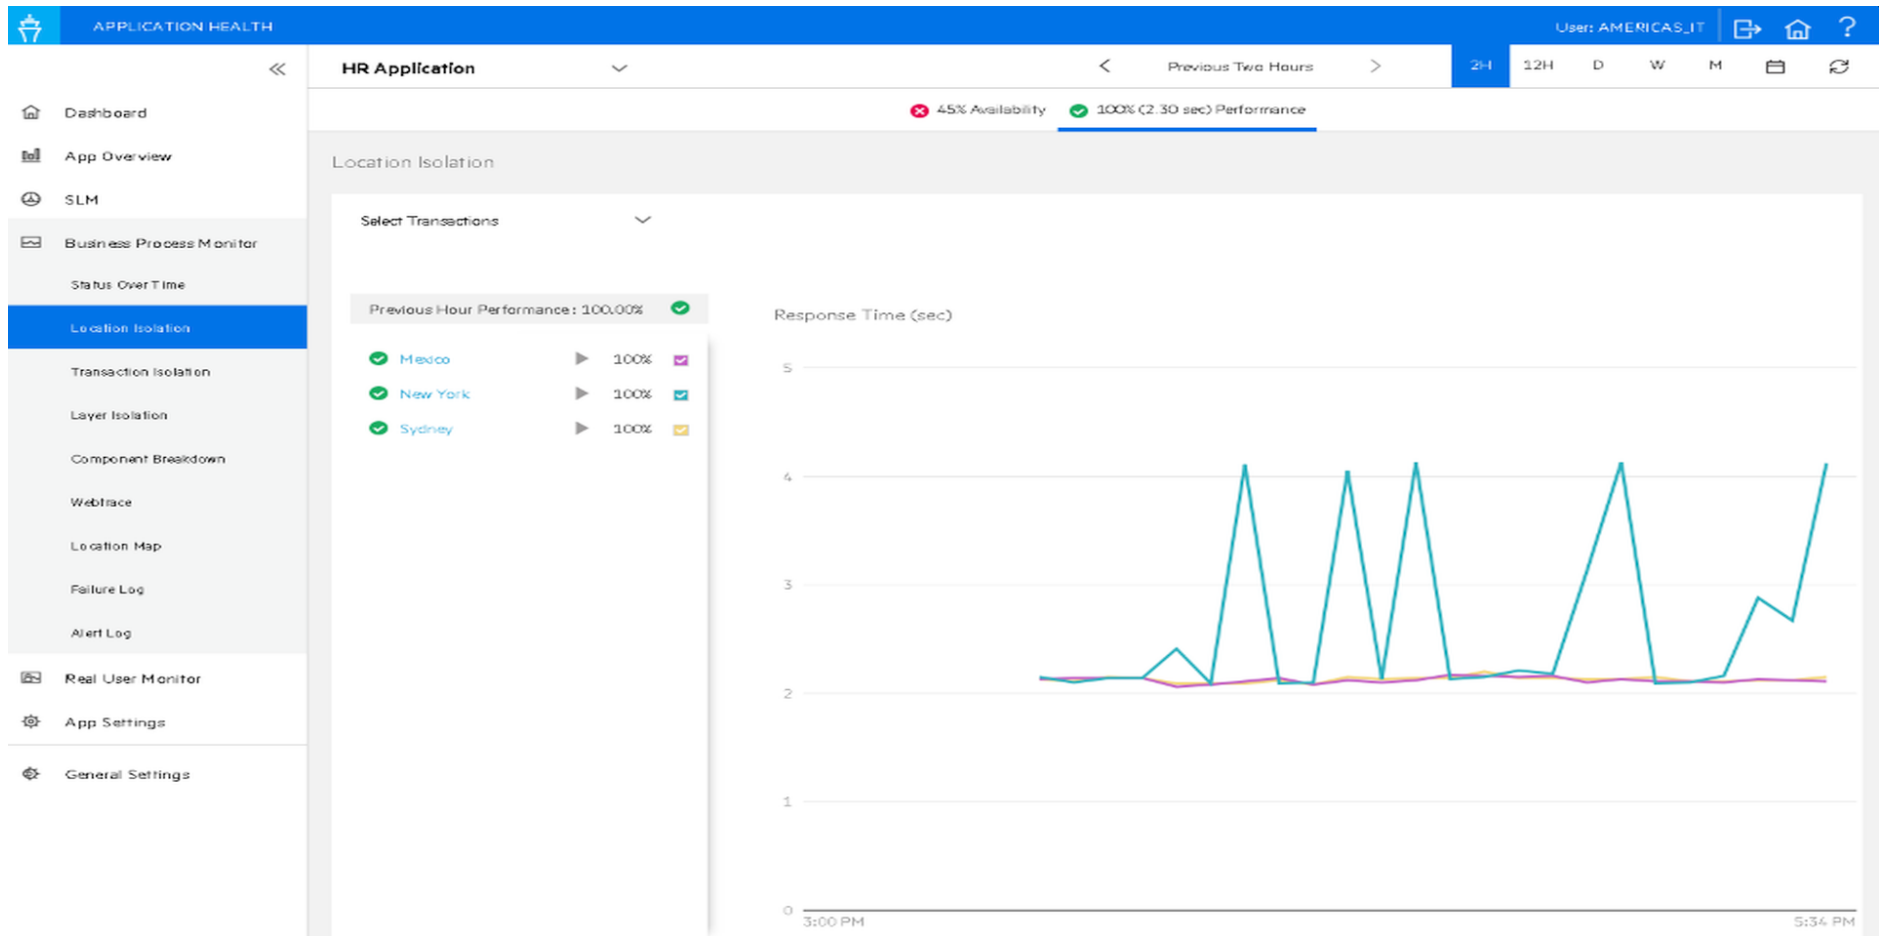 APPLICATION HEALTH
User: AMERICAS_IT
HR Application
Previous Two Hours
2H 12H D W M
45% Availability
100% (2.30 sec) Performance
Dashboard
App Overview
SLM
Business Process Monitor
Status Over Time
Location Isolation
Transaction Isolation
Layer Isolation
Component Breakdown
Webtrace
Location Map
Failure Log
Alert Log
Real User Monitor
App Settings
General Settings
Location Isolation
Select Transactions
Previous Hour Performance: 100.00%
Mexico 100%
New York 100%
Sydney 100%
Response Time (sec)
5
4
3
2
1
0
3:00 PM 5:34 PM